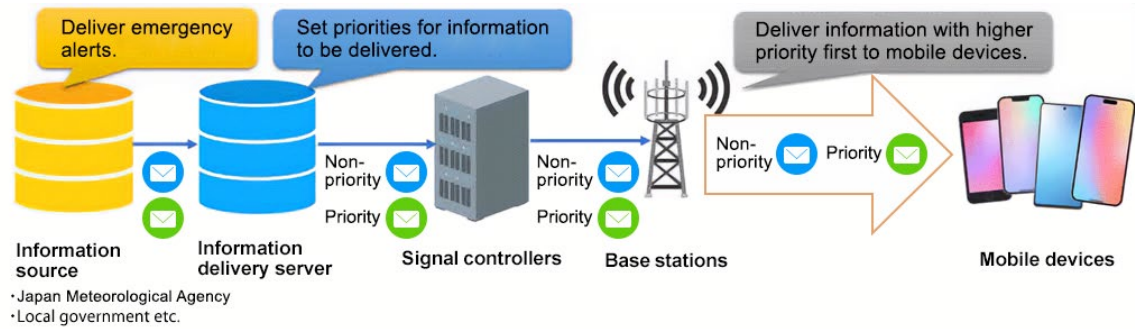 Deliver emergency
alerts.
Set priorities for information
to be delivered.
Deliver information with higher
priority first to mobile devices.
Non-
priority
Priority
Non-
priority
Priority
Non-
priority
Priority
Information
source
Information
delivery server
Signal controllers
Base stations
Mobile devices
・Japan Meteorological Agency
・Local government etc.